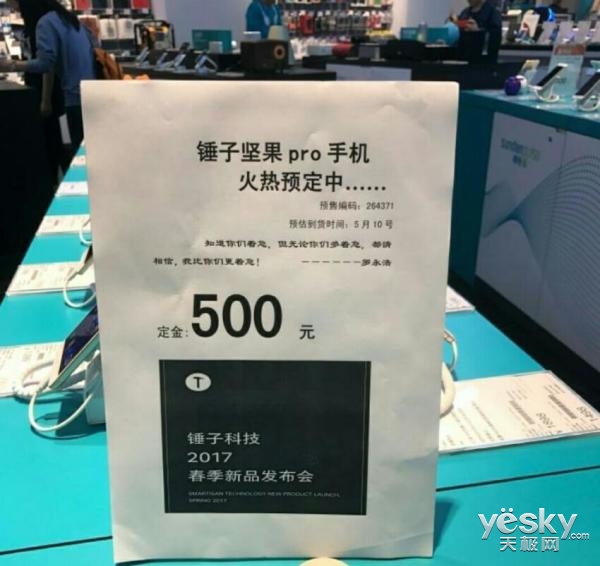 锤子坚果 pro 手机
火热预定中……
预售编码：264371
预估到货时间：5 月 10 号
知道你们着急，但无论你们多着急，都请
相信，我比你们更着急！ ——————罗永浩
定金：500 元
T
锤子科技
2017
春季新品发布会
SMARTISAN TECHNOLOGY NEW PRODUCT LAUNCH,
SPRING 2017
yesky.com
天极网